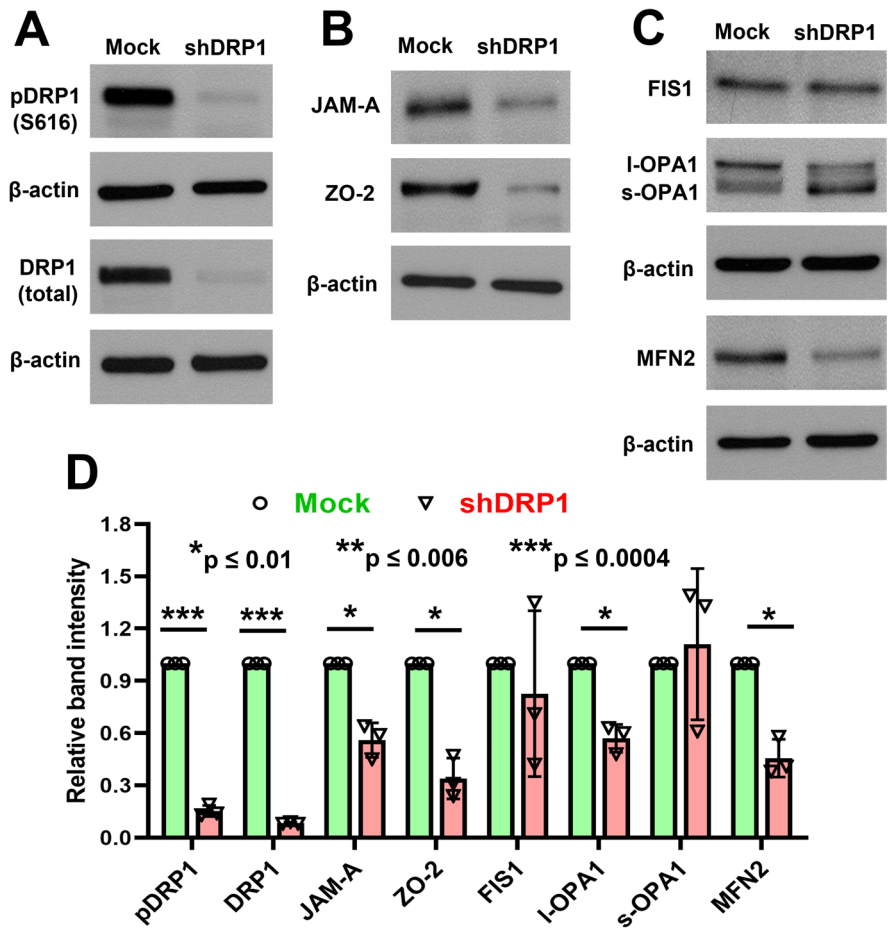 A
Mock shDRP1
pDRP1
(S616)
β-actin
DRP1
(total)
β-actin
B
Mock shDRP1
JAM-A
ZO-2
β-actin
C
Mock shDRP1
FIS1
l-OPA1
s-OPA1
β-actin
MFN2
β-actin
D
Mock shDRP1
*p ≤ 0.01 **p ≤ 0.006 ***p ≤ 0.0004
*** *** * * * *
Relative band intensity
1.8
1.5
1.2
0.9
0.6
0.3
0.0
pDRP1 DRP1 JAM-A ZO-2 FIS1 l-OPA1 s-OPA1 MFN2